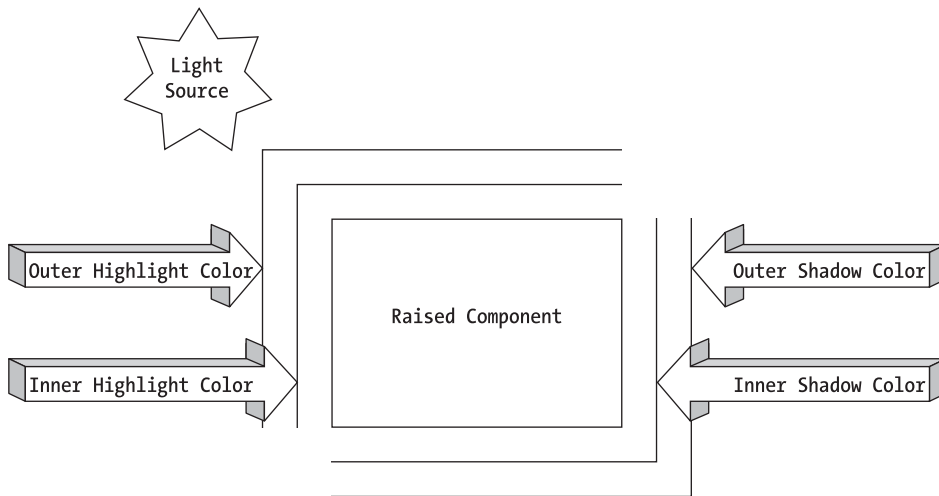 Light
Source
Outer Highlight Color
Outer Shadow Color
Raised Component
Inner Highlight Color
Inner Shadow Color